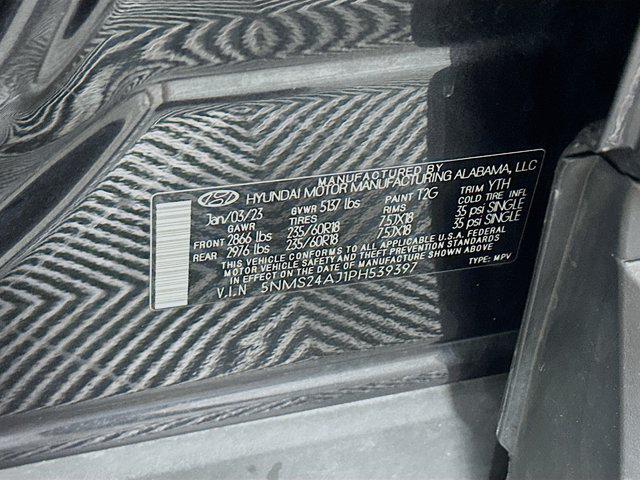 MANUFACTURED BY
HYUNDAI MOTOR MANUFACTURING ALABAMA, LLC
Jan/03/23 GVWR 5137 lbs PAINT T2G TRIM YTH
GAWR TIRES RIMS COLD TIRE INFL
FRONT 2866 lbs 235/60R18 7.5JX18 35 psi SINGLE
REAR 2976 lbs 235/60R18 7.5JX18 35 psi SINGLE
THIS VEHICLE CONFORMS TO ALL APPLICABLE U.S.A. FEDERAL
MOTOR VEHICLE SAFETY AND THEFT PREVENTION STANDARDS
IN EFFECT ON THE DATE OF MANUFACTURE SHOWN ABOVE
V.I.N 5NMS24AJ1PH539397 TYPE: MPV